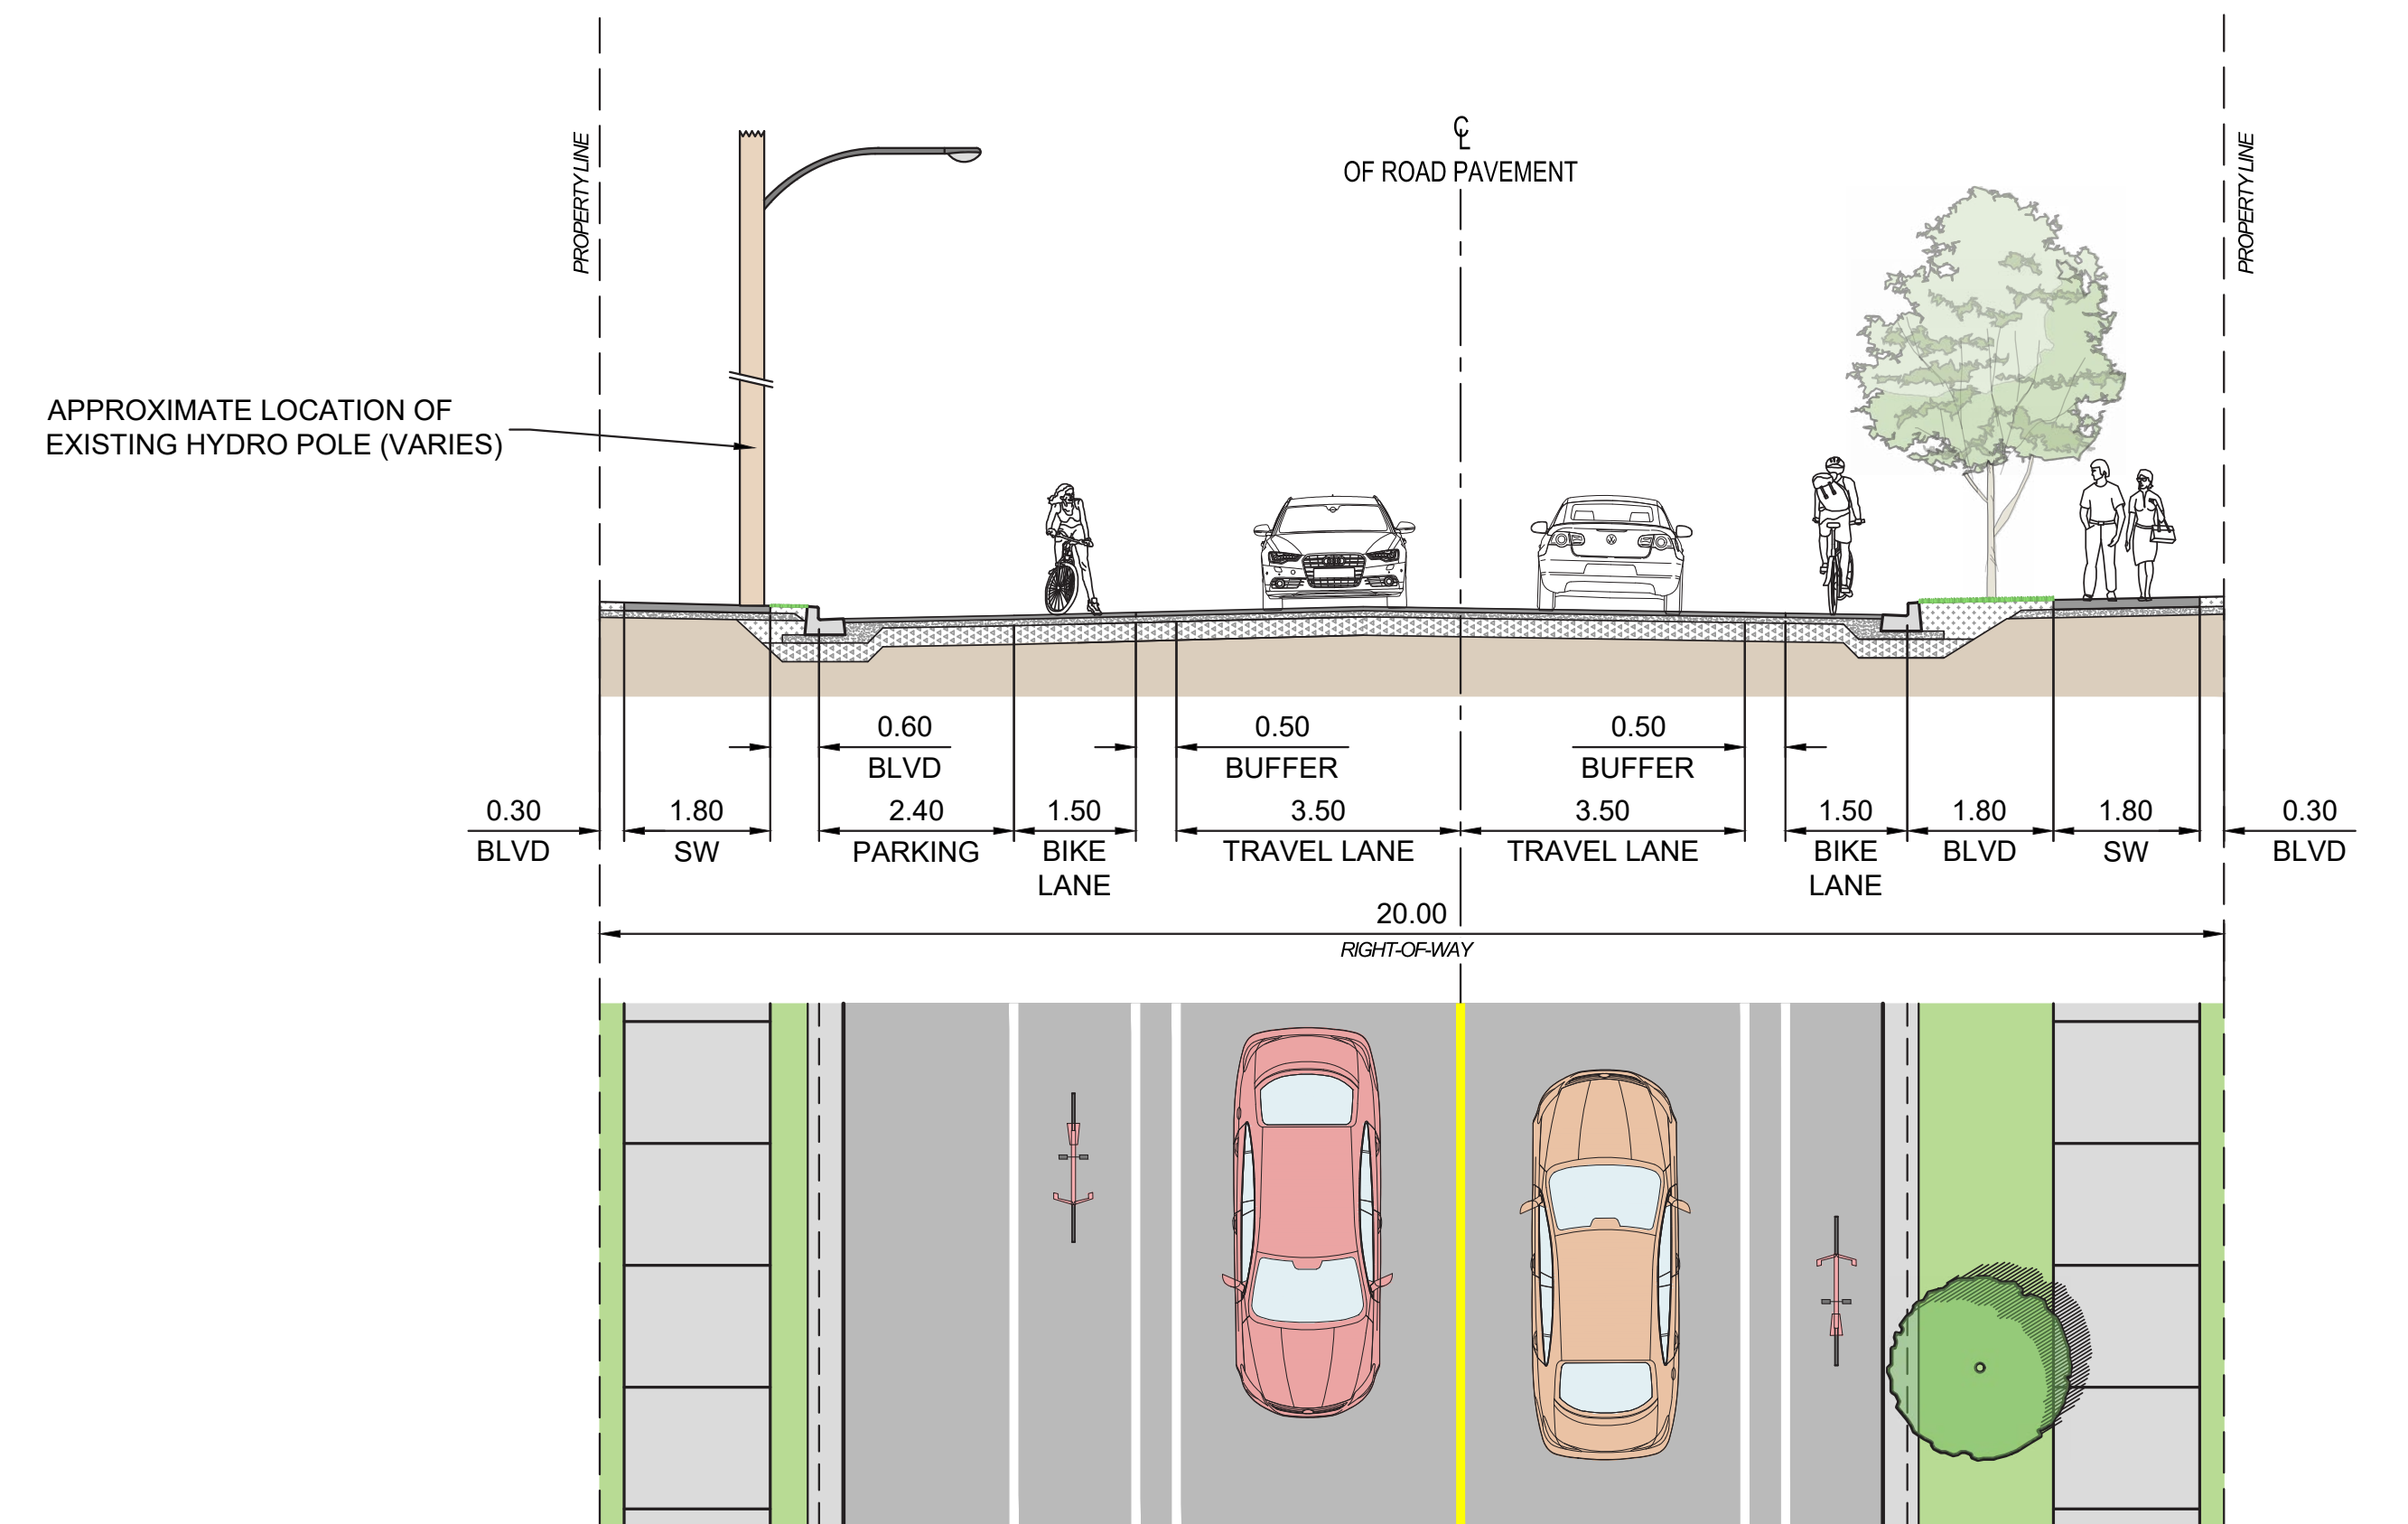 PROPERTY LINE
℄
OF ROAD PAVEMENT
PROPERTY LINE
APPROXIMATE LOCATION OF
EXISTING HYDRO POLE (VARIES)
0.60
BLVD
0.50
BUFFER
0.50
BUFFER
0.30
BLVD
1.80
SW
2.40
PARKING
1.50
BIKE
LANE
3.50
TRAVEL LANE
3.50
TRAVEL LANE
1.50
BIKE
LANE
1.80
BLVD
1.80
SW
0.30
BLVD
20.00
RIGHT-OF-WAY